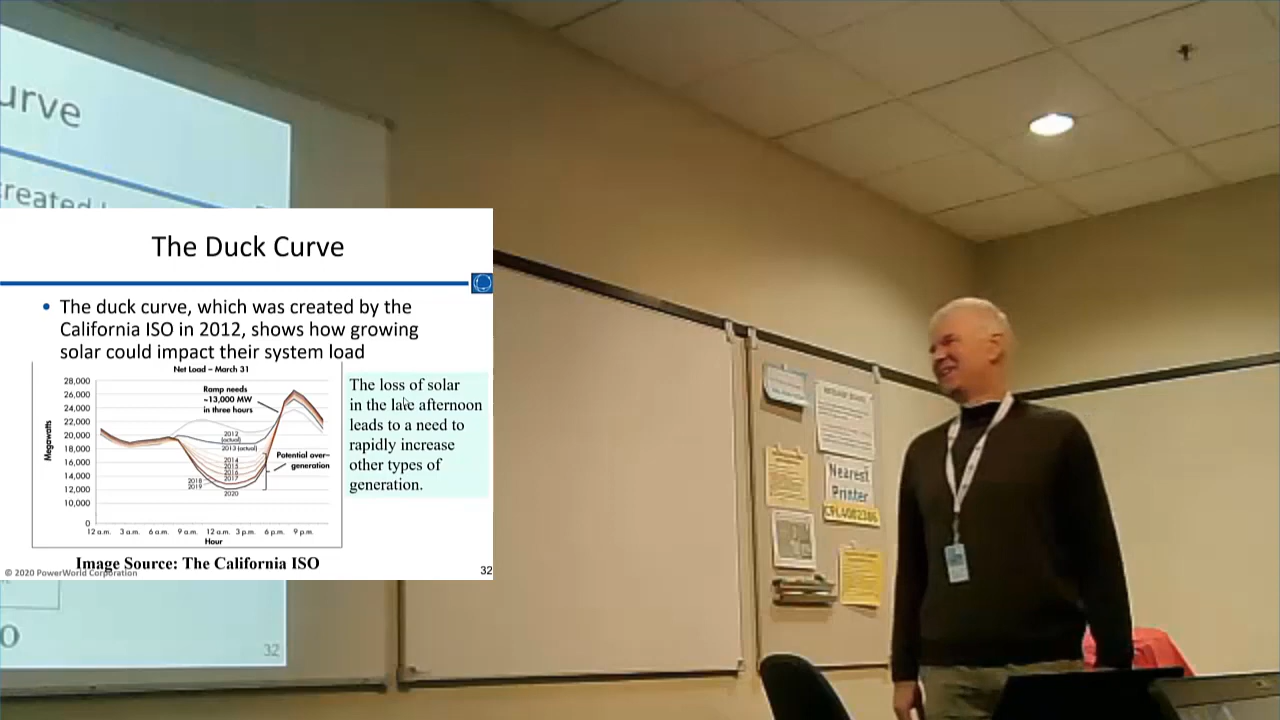 urve
created
The Duck Curve
• The duck curve, which was created by the
California ISO in 2012, shows how growing
solar could impact their system load
Net Load – March 31
28,000
26,000
24,000
22,000
20,000
18,000
16,000
14,000
12,000
10,000
0
Megawatts
Ramp needs
~13,000 MW
in three hours
2012
(actual)
2013 (actual)
2014
2015
2016
2017
2018
2019
2020
Potential over-
generation
12 a.m. 3 a.m. 6 a.m. 9 a.m. 12 a.m. 3 p.m. 6 p.m. 9 p.m.
Hour
The loss of solar
in the late afternoon
leads to a need to
rapidly increase
other types of
generation.
Image Source: The California ISO
© 2020 PowerWorld Corporation
32
O
32
Nearest
Printer